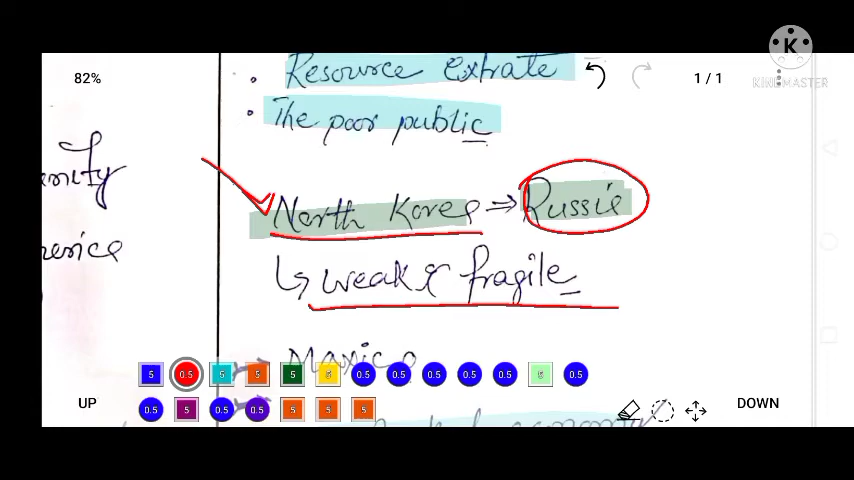 82%
1 / 1
KINEMASTER
• Resource extrate
• The poor public
North Korea ⇒ Russia
↳ weak & fragile
Maxico
merica
5 0.5 5 5 5 5 0.5 0.5 0.5 0.5 0.5 5 0.5
UP
0.5 5 0.5 0.5 5 5 5
DOWN